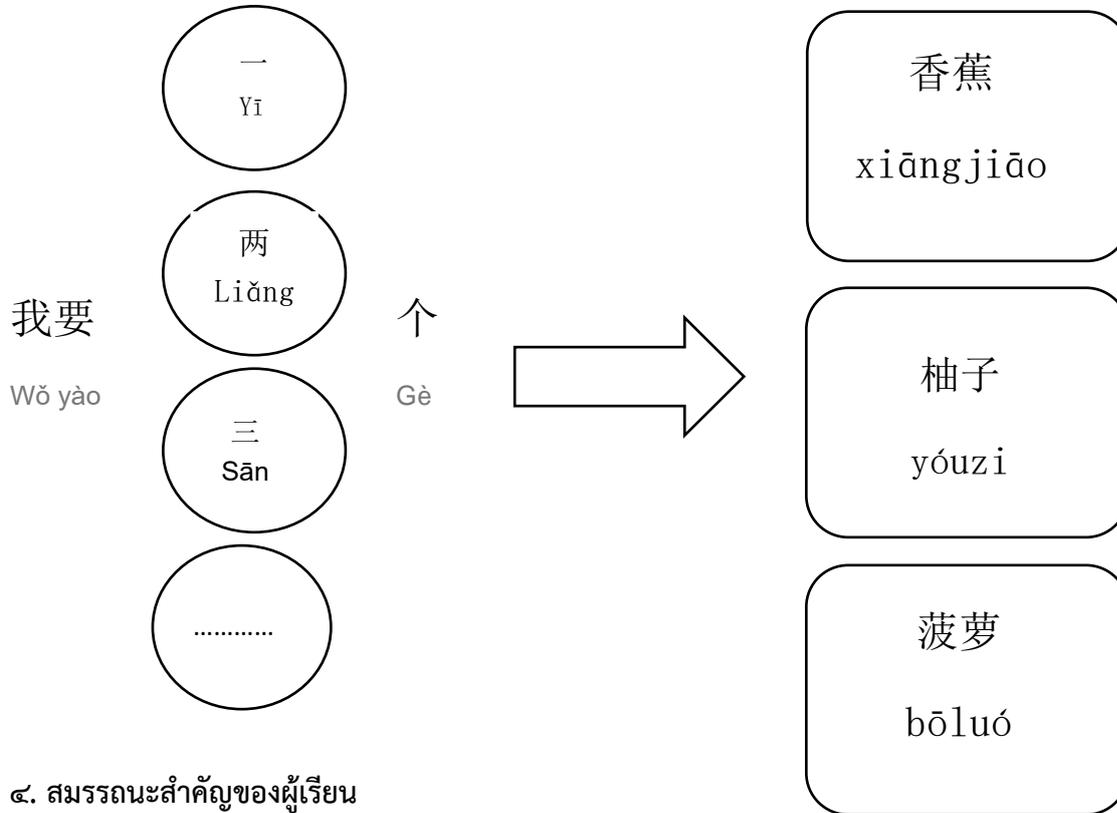 一
Yī
两
Liǎng
我要
Wǒ yào
三
Sān
…………
个
Gè
香蕉
xiāngjiāo
柚子
yóuzi
菠萝
bōluó
๔. สมรรถนะสำคัญของผู้เรียน